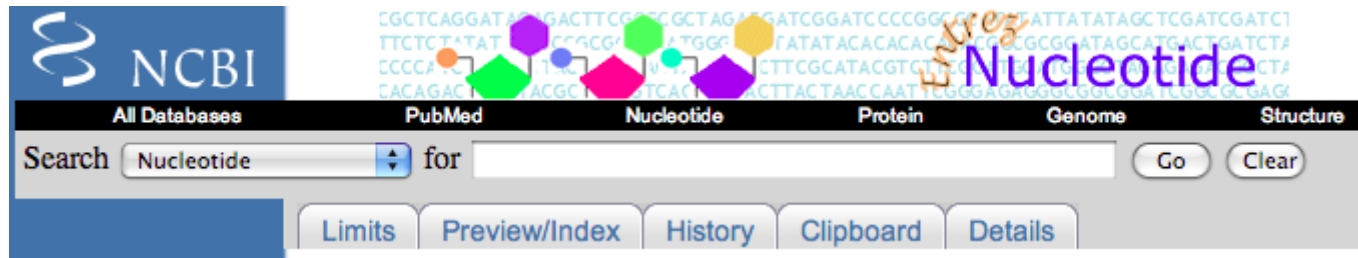 NCBI
Entrez Nucleotide
All Databases PubMed Nucleotide Protein Genome Structure
Search Nucleotide for Go Clear
Limits Preview/Index History Clipboard Details